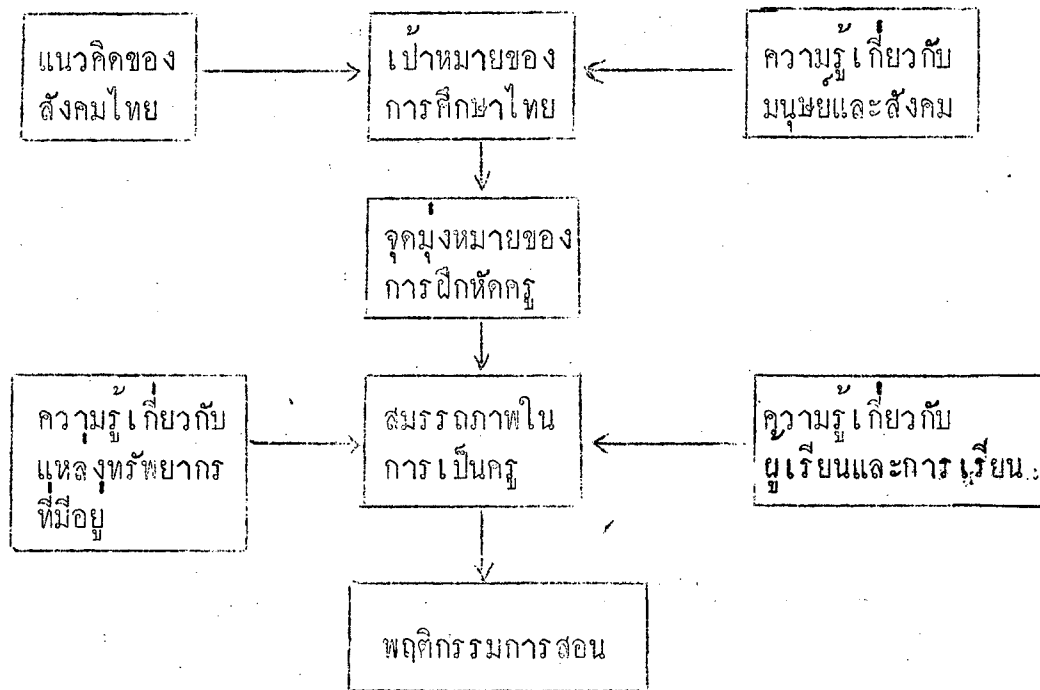 แนวคิดของ
สังคมไทย
เป้าหมายของ
การศึกษาไทย
ความรู้เกี่ยวกับ
มนุษย์และสังคม
จุดมุ่งหมายของ
การฝึกหัดครู
ความรู้เกี่ยวกับ
แหล่งทรัพยากร
ที่มีอยู่
สมรรถภาพใน
การเป็นครู
ความรู้เกี่ยวกับ
ผู้เรียนและการเรียน
พฤติกรรมการสอน